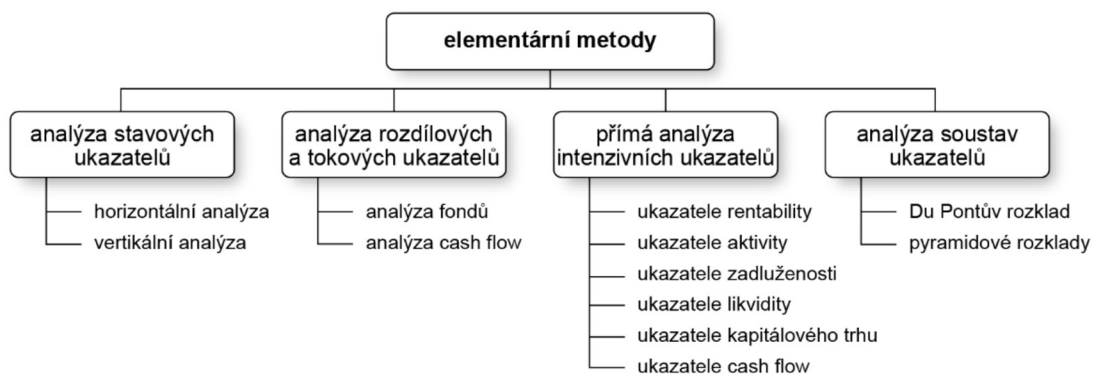 elementární metody
analýza stavových
ukazatelů
horizontální analýza
vertikální analýza
analýza rozdílových
a tokových ukazatelů
analýza fondů
analýza cash flow
přímá analýza
intenzivních ukazatelů
ukazatele rentability
ukazatele aktivity
ukazatele zadluženosti
ukazatele likvidity
ukazatele kapitálového trhu
ukazatele cash flow
analýza soustav
ukazatelů
Du Pontův rozklad
pyramidové rozklady